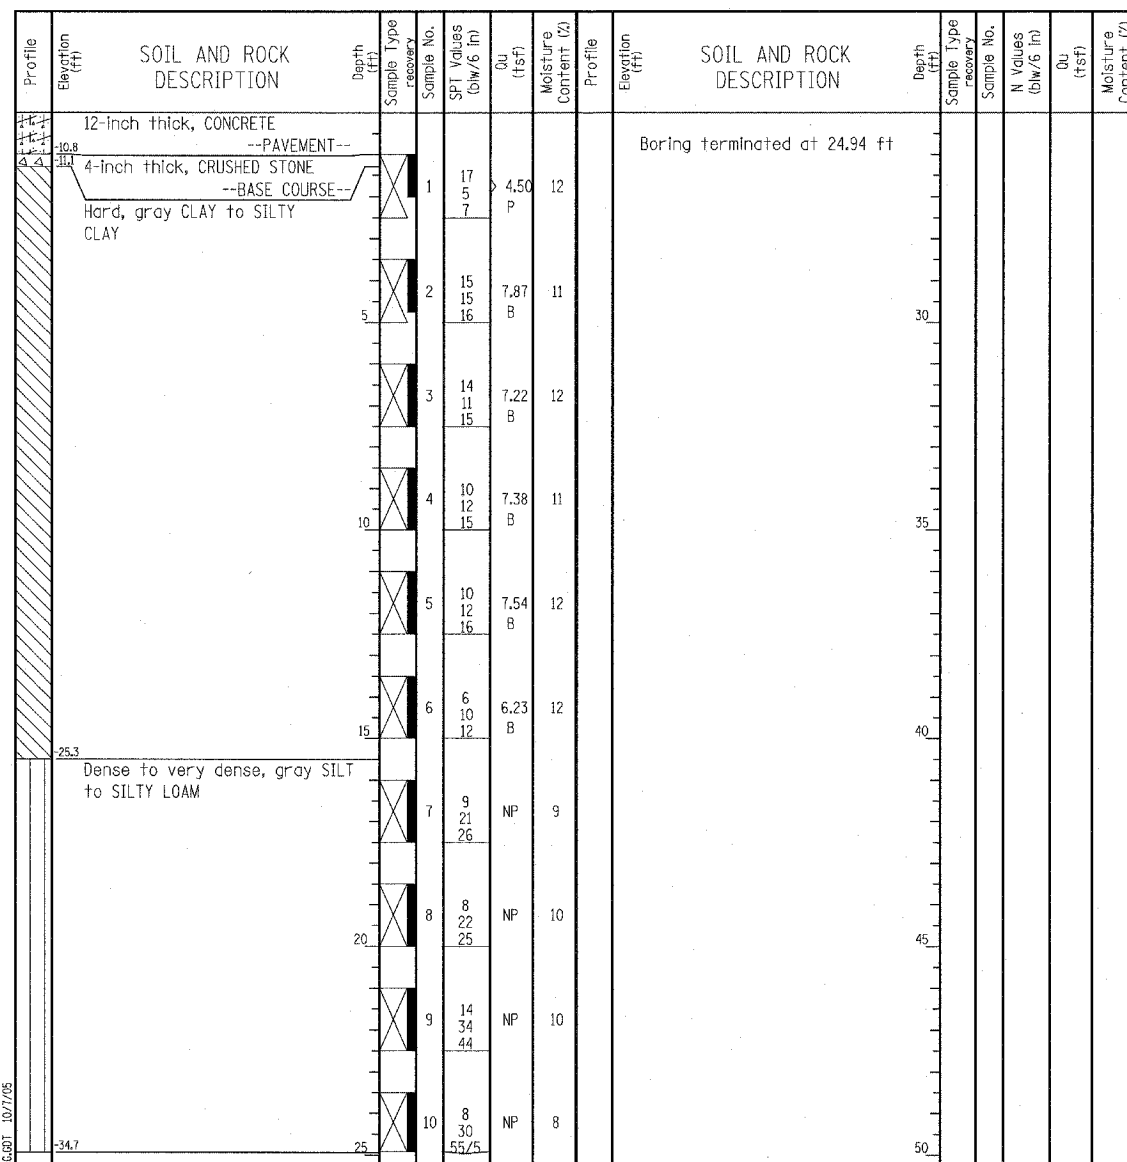 Profile
Elevation (ft)
SOIL AND ROCK DESCRIPTION
Depth (ft)
Sample Type
recovery
Sample No.
SPT Values (blw/6 in)
Qu (tsf)
Moisture Content (%)
Profile
Elevation (ft)
SOIL AND ROCK DESCRIPTION
Depth (ft)
Sample Type
recovery
Sample No.
N Values (blw/6 in)
Qu (tsf)
Moisture Content (%)
12-inch thick, CONCRETE
-10.8 --PAVEMENT--
-11.1 4-inch thick, CRUSHED STONE
--BASE COURSE--
Hard, gray CLAY to SILTY
CLAY
1 17 5 7 > 4.50 P 12
2 15 15 16 7.87 B 11
5
3 14 11 15 7.22 B 12
4 10 12 15 7.38 B 11
10
5 10 12 16 7.54 B 12
6 6 10 12 6.23 B 12
15
-25.3
Dense to very dense, gray SILT
to SILTY LOAM
7 9 21 26 NP 9
8 8 22 25 NP 10
20
9 14 34 44 NP 10
10 8 30 55/5 NP 8
-34.7 25
Boring terminated at 24.94 ft
30
35
40
45
50
G.GDT 10/7/05